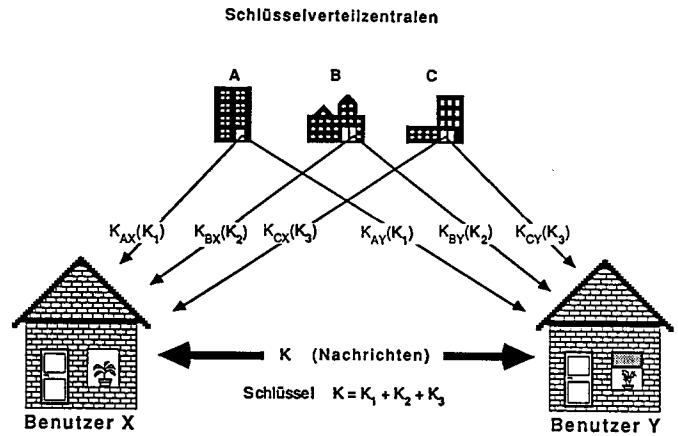 Schlüsselverteilzentralen
A B C
K_AX(K_1) K_BX(K_2) K_CX(K_3) K_AY(K_1) K_BY(K_2) K_CY(K_3)
K (Nachrichten)
Schlüssel K = K_1 + K_2 + K_3
Benutzer X Benutzer Y